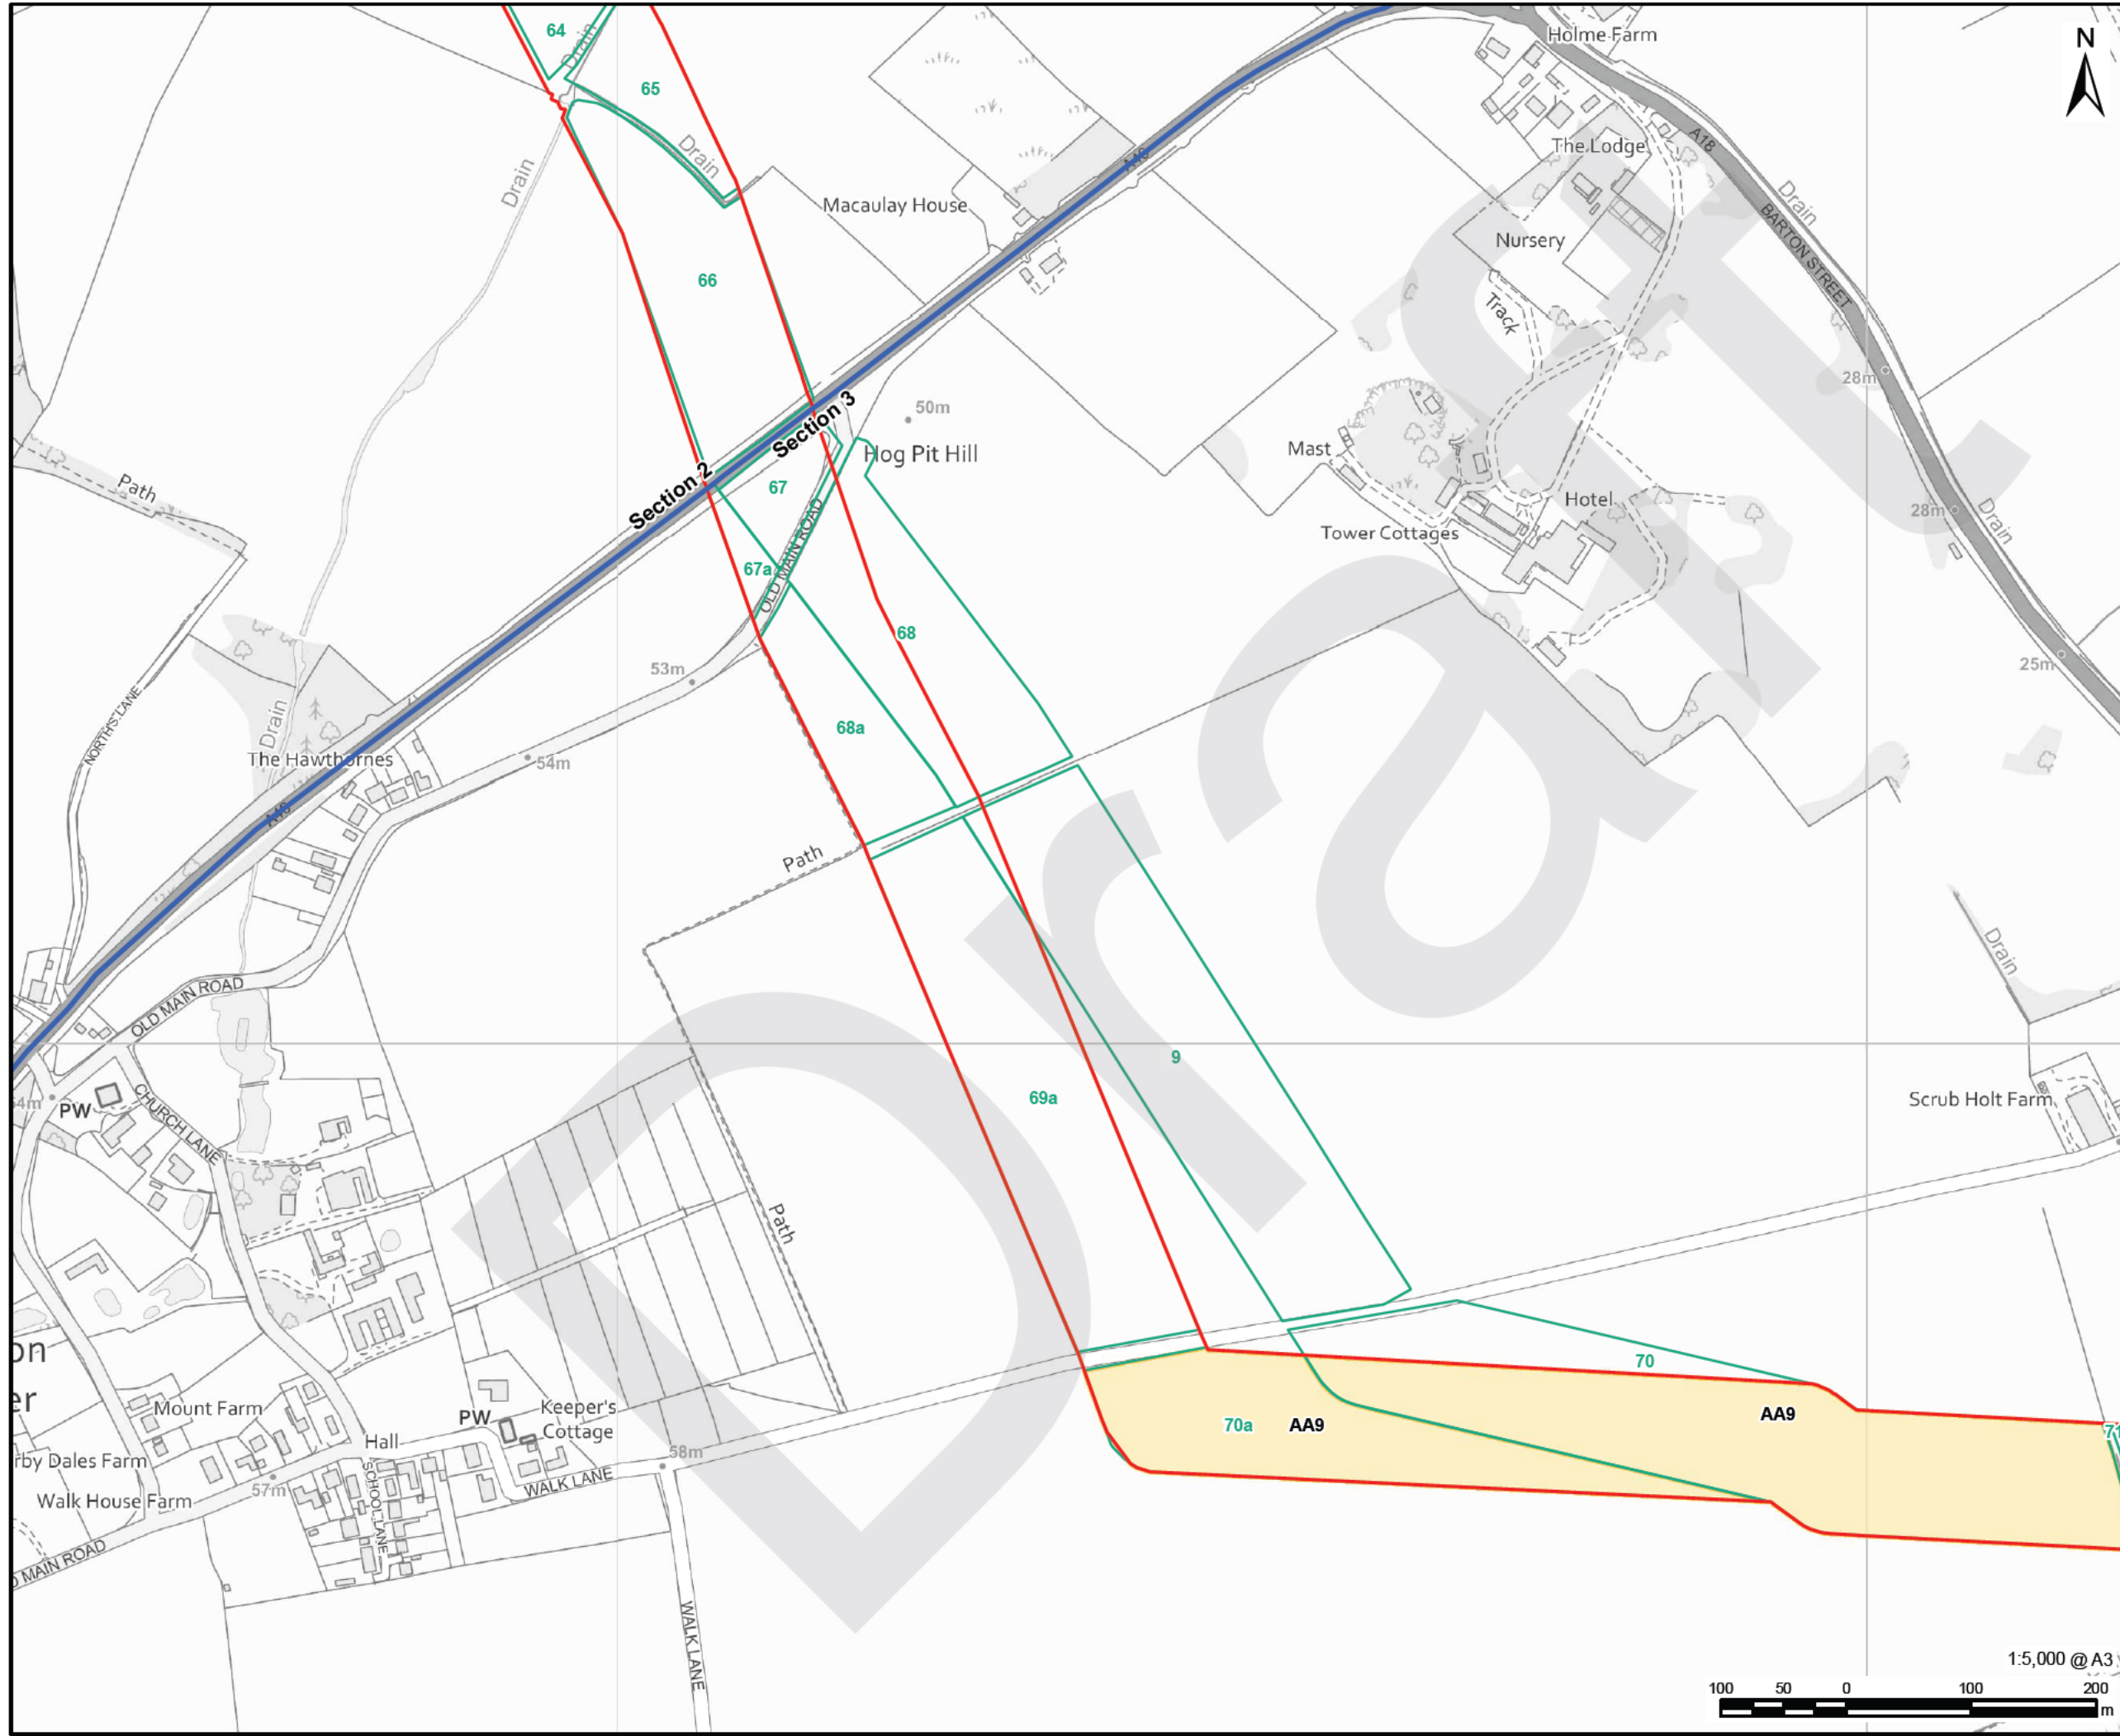 64
Drain
Holme Farm
N
65
Drain
A18
The Lodge
A18
Drain
Drain
Macaulay House
BARTON STREET
Nursery
66
Track
28m
Section 3
50m
Hog Pit Hill
Mast
Section 2
Path
67
Hotel
28m
Drain
OLD MAIN ROAD
Tower Cottages
67a
68
53m
25m
NORTH'S LANE
Drain
68a
The Hawthornes
54m
A18
Path
Drain
OLD MAIN ROAD
9
69a
Scrub Holt Farm
54m
PW
CHURCH LANE
Path
on
er
70
Mount Farm
PW
Keeper's
Cottage
70a
AA9
AA9
71
Hall
58m
rby Dales Farm
SCHOOL LANE
WALK LANE
57m
Walk House Farm
D MAIN ROAD
WALK LANE
1:5,000 @ A3
100 50 0 100 200
m
Draft